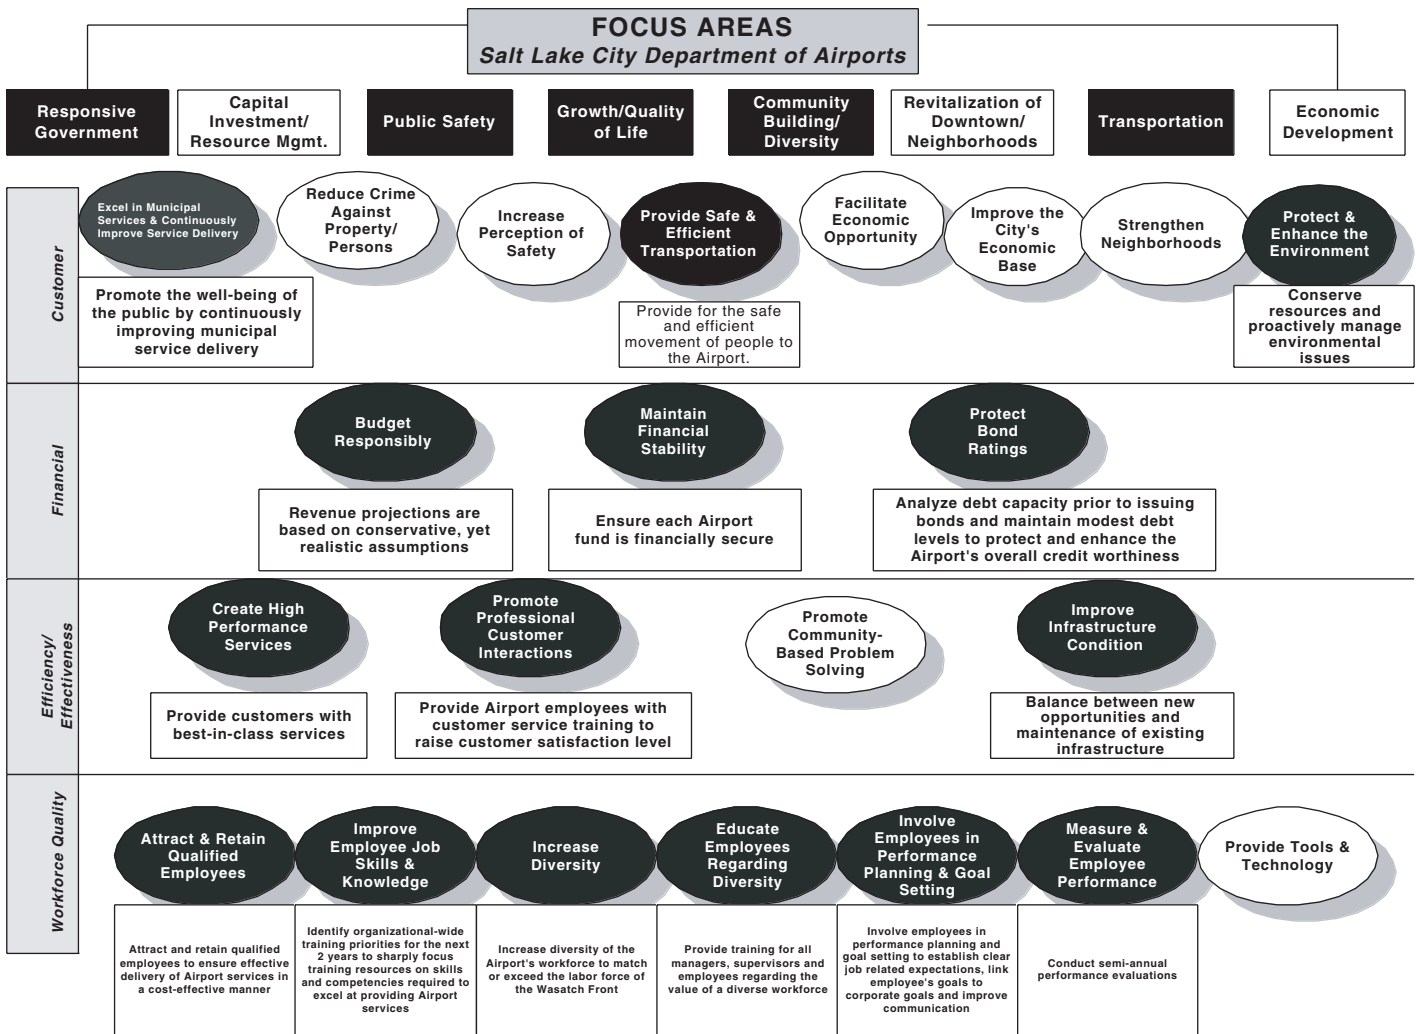 FOCUS AREAS
Salt Lake City Department of Airports
Responsive
Government
Capital
Investment/
Resource Mgmt.
Public Safety
Growth/Quality
of Life
Community
Building/
Diversity
Revitalization of
Downtown/
Neighborhoods
Transportation
Economic
Development
Customer
Excel in Municipal
Services & Continuously
Improve Service Delivery
Reduce Crime
Against
Property/
Persons
Increase
Perception of
Safety
Provide Safe &
Efficient
Transportation
Facilitate
Economic
Opportunity
Improve the
City's
Economic
Base
Strengthen
Neighborhoods
Protect &
Enhance the
Environment
Promote the well-being of
the public by continuously
improving municipal
service delivery
Provide for the safe
and efficient
movement of people to
the Airport.
Conserve
resources and
proactively manage
environmental
issues
Financial
Budget
Responsibly
Maintain
Financial
Stability
Protect
Bond
Ratings
Revenue projections are
based on conservative, yet
realistic assumptions
Ensure each Airport
fund is financially secure
Analyze debt capacity prior to issuing
bonds and maintain modest debt
levels to protect and enhance the
Airport's overall credit worthiness
Efficiency/
Effectiveness
Create High
Performance
Services
Promote
Professional
Customer
Interactions
Promote
Community-
Based Problem
Solving
Improve
Infrastructure
Condition
Provide customers with
best-in-class services
Provide Airport employees with
customer service training to
raise customer satisfaction level
Balance between new
opportunities and
maintenance of existing
infrastructure
Workforce Quality
Attract & Retain
Qualified
Employees
Improve
Employee Job
Skills &
Knowledge
Increase
Diversity
Educate
Employees
Regarding
Diversity
Involve
Employees in
Performance
Planning & Goal
Setting
Measure &
Evaluate
Employee
Performance
Provide Tools &
Technology
Attract and retain qualified
employees to ensure effective
delivery of Airport services in
a cost-effective manner
Identify organizational-wide
training priorities for the next
2 years to sharply focus
training resources on skills
and competencies required to
excel at providing Airport
services
Increase diversity of the
Airport's workforce to match
or exceed the labor force of
the Wasatch Front
Provide training for all
managers, supervisors and
employees regarding the
value of a diverse workforce
Involve employees in
performance planning and
goal setting to establish clear
job related expectations, link
employee's goals to
corporate goals and improve
communication
Conduct semi-annual
performance evaluations